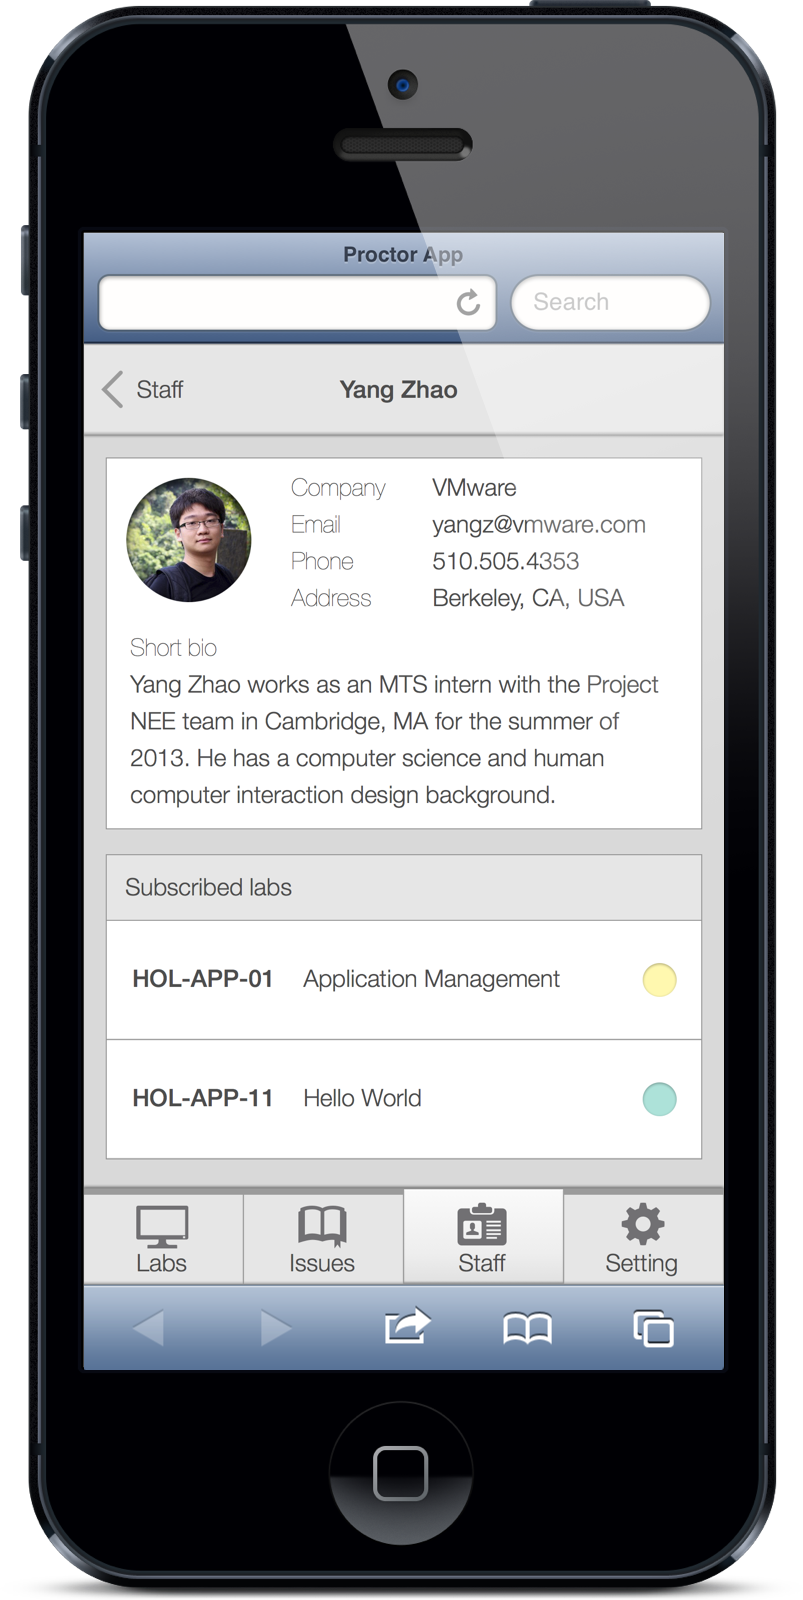 Proctor App
Search
Staff
Yang Zhao
Company VMware
Email yangz@vmware.com
Phone 510.505.4353
Address Berkeley, CA, USA
Short bio
Yang Zhao works as an MTS intern with the Project
NEE team in Cambridge, MA for the summer of
2013. He has a computer science and human
computer interaction design background.
Subscribed labs
HOL-APP-01 Application Management
HOL-APP-11 Hello World
Labs Issues Staff Setting